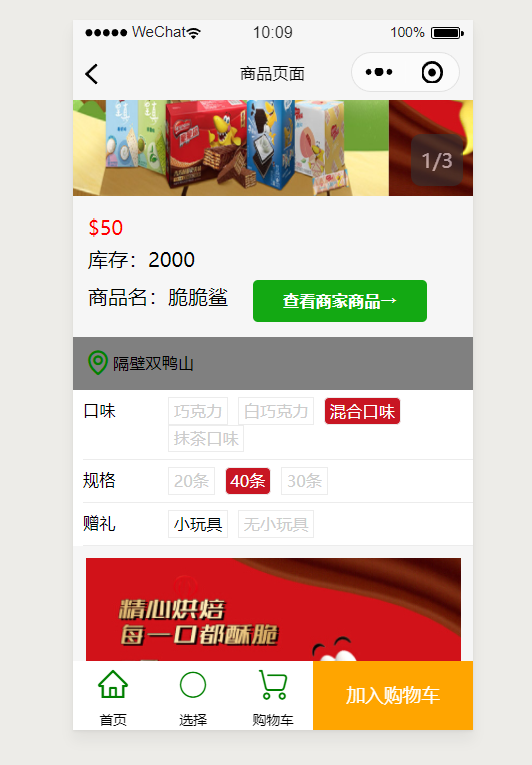 WeChat 10:09 100%
商品页面
1/3
$50
库存：2000
商品名：脆脆鲨 查看商家商品→
隔壁双鸭山
口味 巧克力 白巧克力 混合口味
抹茶口味
规格 20条 40条 30条
赠礼 小玩具 无小玩具
精心烘焙
每一口都酥脆
首页 选择 购物车 加入购物车